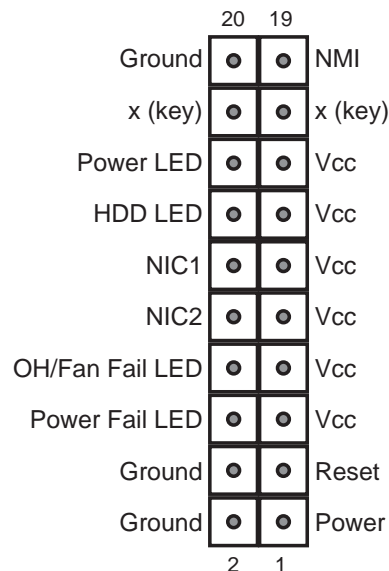 20 19
Ground NMI
x (key) x (key)
Power LED Vcc
HDD LED Vcc
NIC1 Vcc
NIC2 Vcc
OH/Fan Fail LED Vcc
Power Fail LED Vcc
Ground Reset
Ground Power
2 1